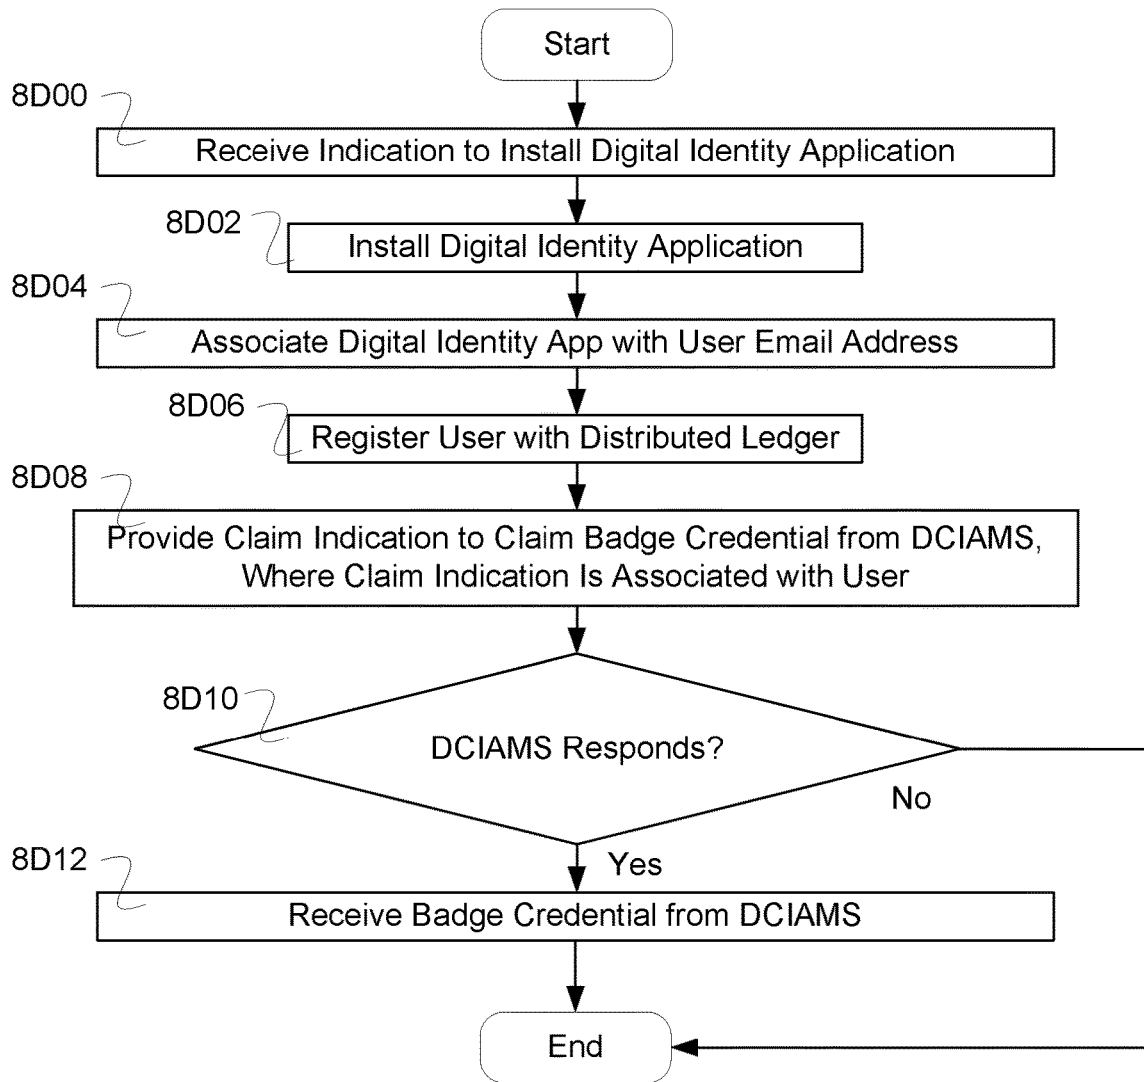 Start
8D00
Receive Indication to Install Digital Identity Application
8D02
Install Digital Identity Application
8D04
Associate Digital Identity App with User Email Address
8D06
Register User with Distributed Ledger
8D08
Provide Claim Indication to Claim Badge Credential from DCIAMS,
Where Claim Indication Is Associated with User
8D10
DCIAMS Responds?
No
Yes
8D12
Receive Badge Credential from DCIAMS
End